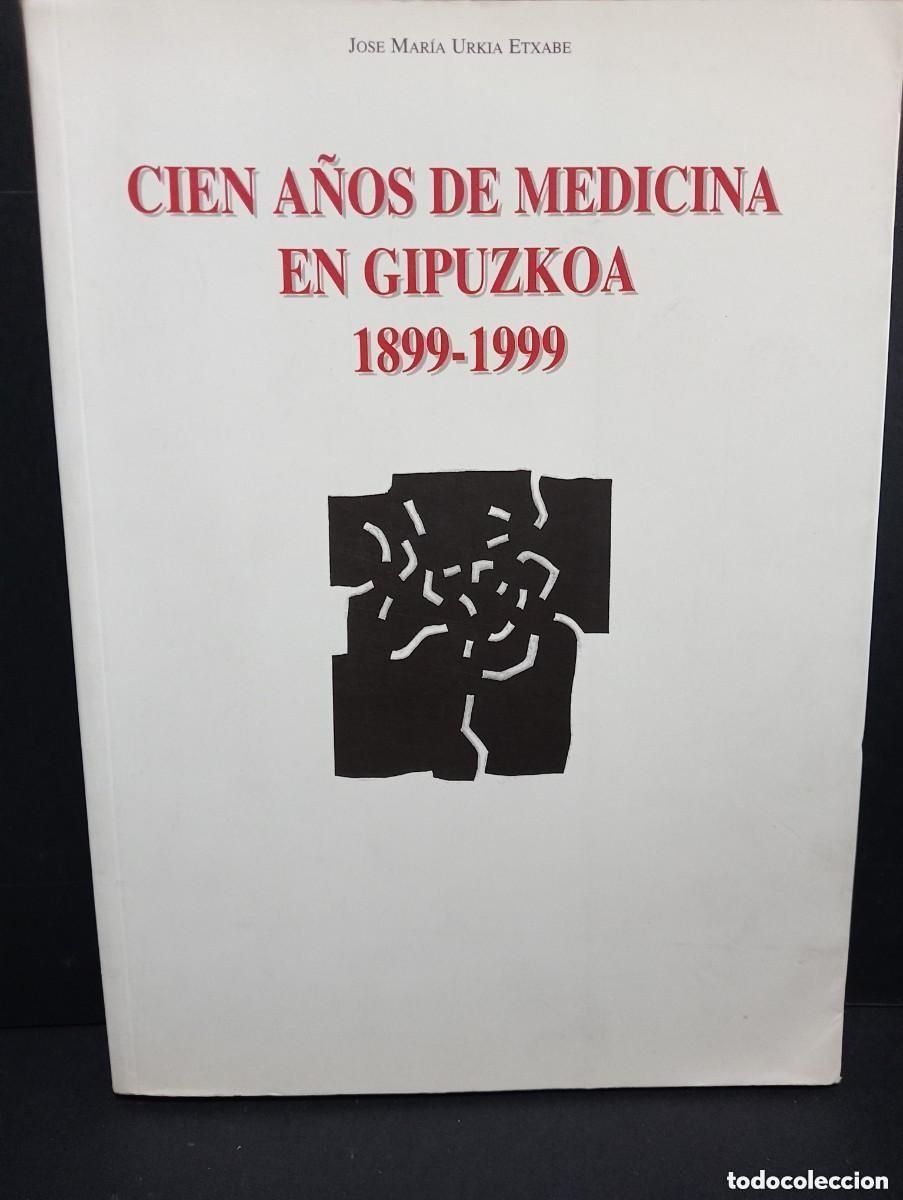 JOSE MARÍA URKIA ETXABE
CIEN AÑOS DE MEDICINA
EN GIPUZKOA
1899-1999
todocoleccion